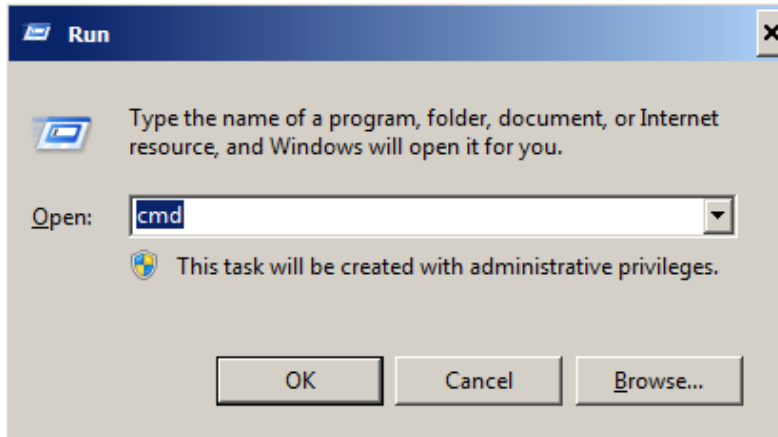 Run
Type the name of a program, folder, document, or Internet
resource, and Windows will open it for you.
Open: cmd
This task will be created with administrative privileges.
OK Cancel Browse...